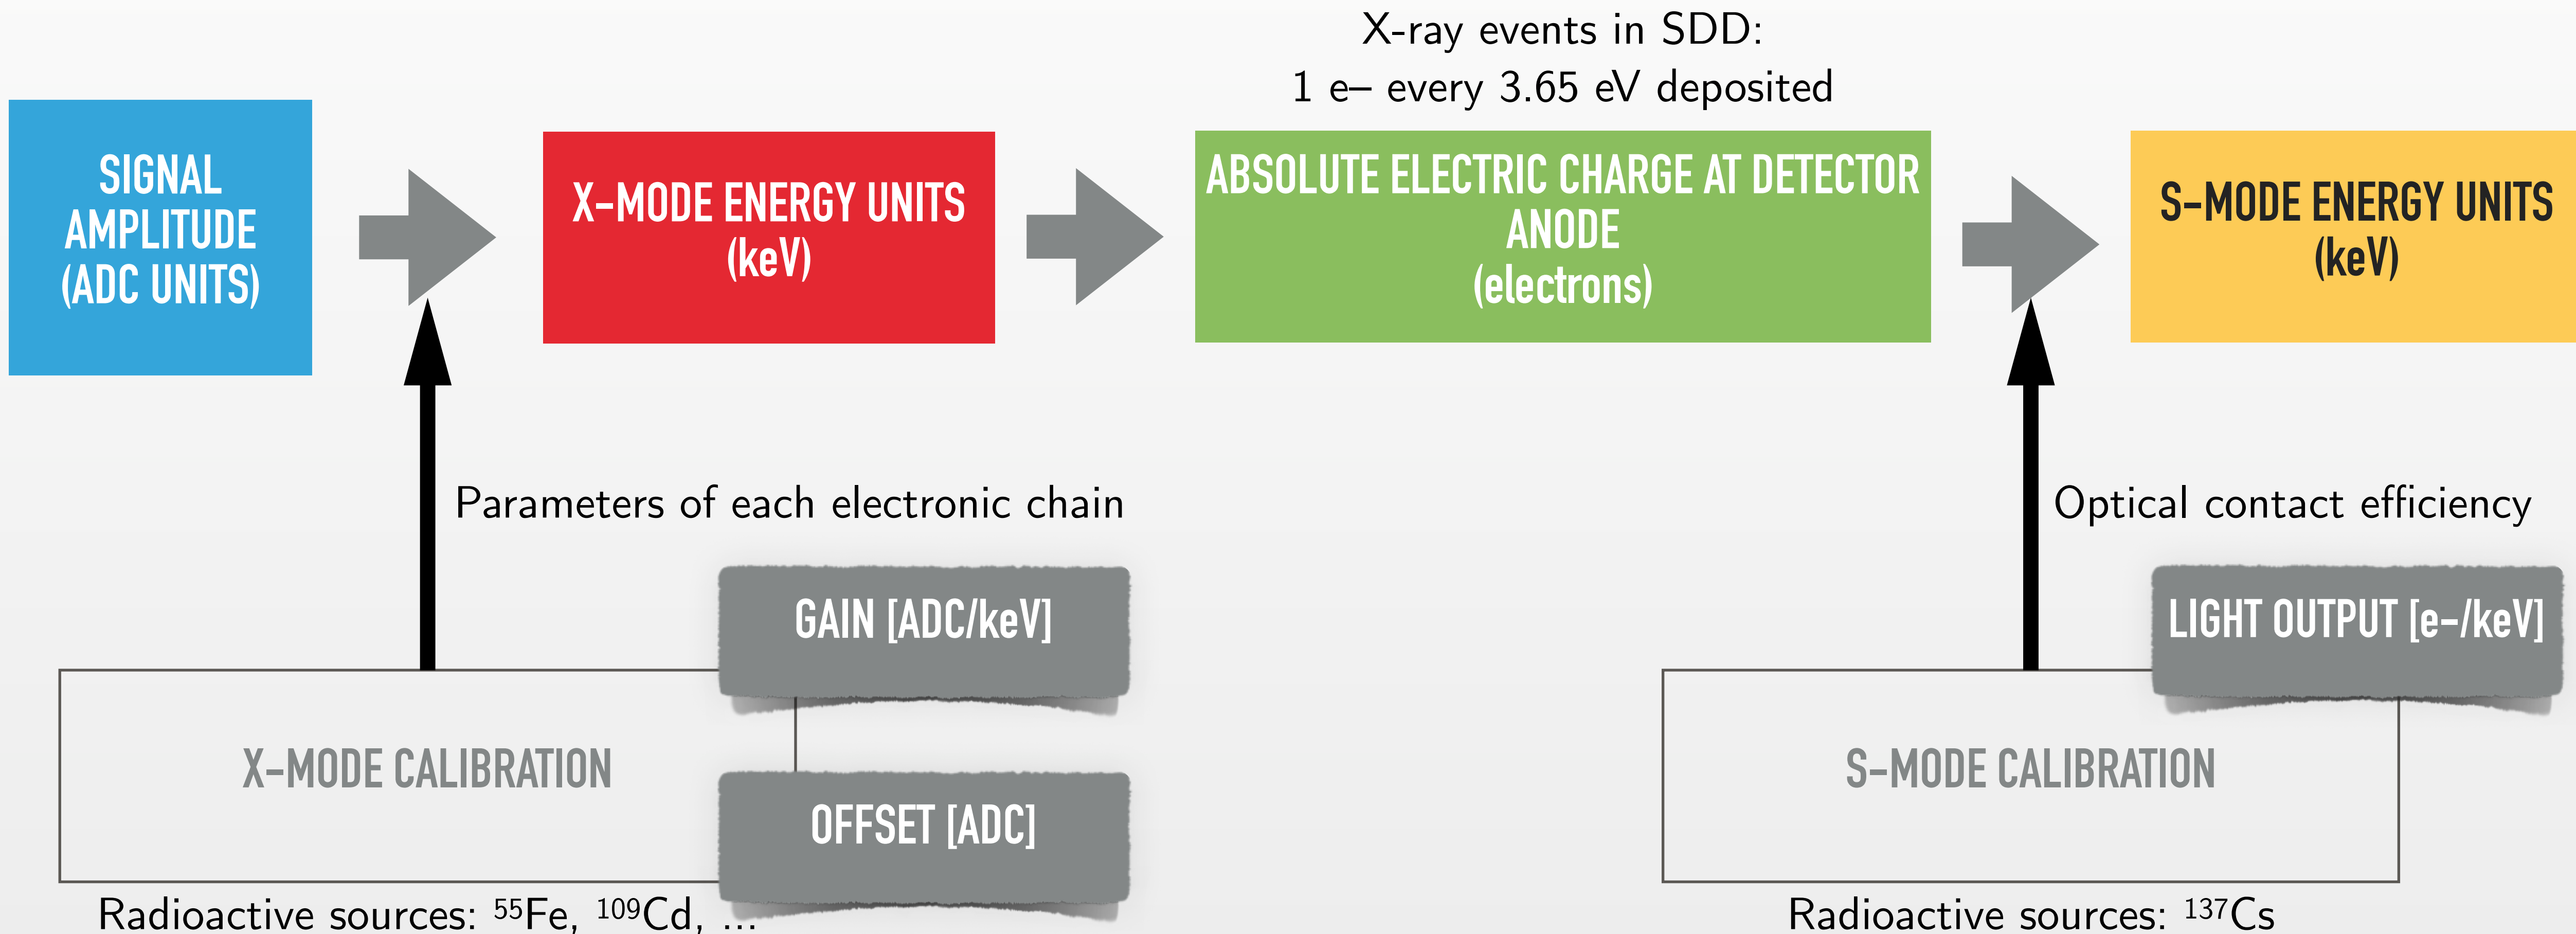 X-ray events in SDD:
1 e– every 3.65 eV deposited
SIGNAL
AMPLITUDE
(ADC UNITS)
X-MODE ENERGY UNITS
(keV)
ABSOLUTE ELECTRIC CHARGE AT DETECTOR
ANODE
(electrons)
S-MODE ENERGY UNITS
(keV)
Parameters of each electronic chain
Optical contact efficiency
GAIN [ADC/keV]
LIGHT OUTPUT [e-/keV]
X-MODE CALIBRATION
S-MODE CALIBRATION
OFFSET [ADC]
Radioactive sources: ⁵⁵Fe, ¹⁰⁹Cd, ...
Radioactive sources: ¹³⁷Cs